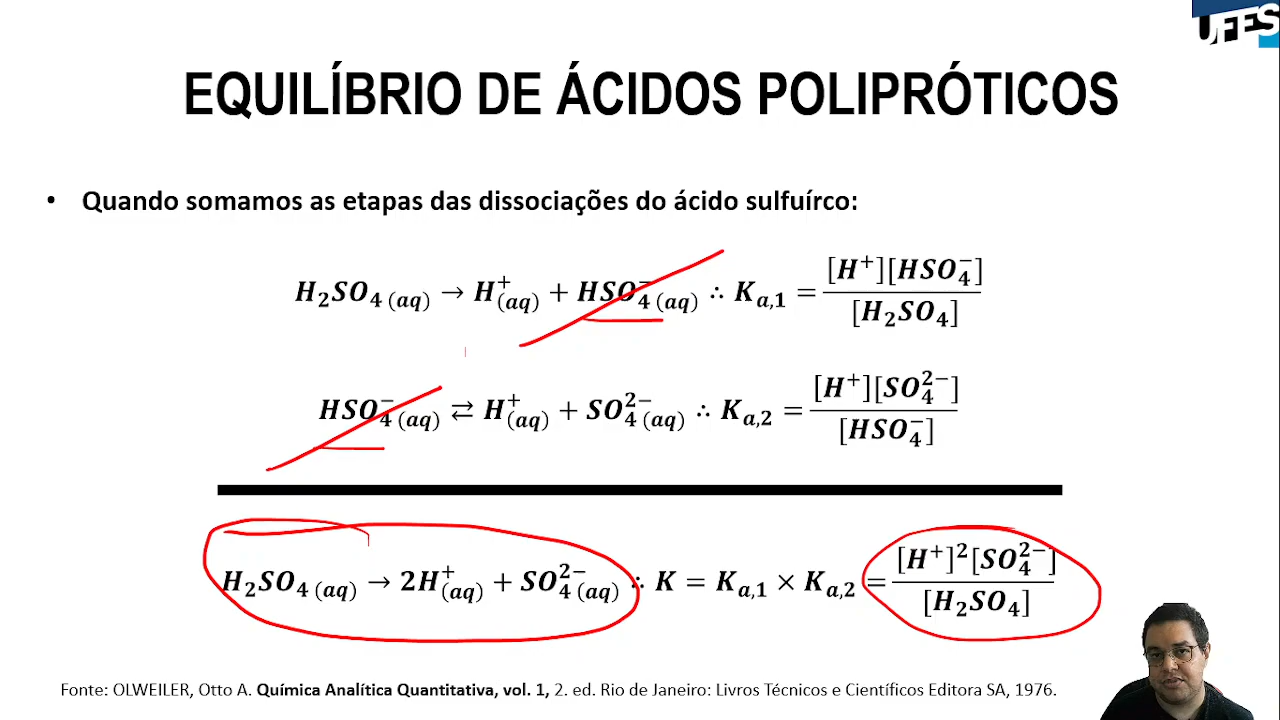 UFES
EQUILÍBRIO DE ÁCIDOS POLIPRÓTICOS
• Quando somamos as etapas das dissociações do ácido sulfuírco:
H₂SO₄ (aq) → H⁺(aq) + HSO₄⁻(aq) ∴ Kₐ,₁ = [H⁺][HSO₄⁻] / [H₂SO₄]
HSO₄⁻(aq) ⇄ H⁺(aq) + SO₄²⁻(aq) ∴ Kₐ,₂ = [H⁺][SO₄²⁻] / [HSO₄⁻]
H₂SO₄ (aq) → 2H⁺(aq) + SO₄²⁻(aq) ∴ K = Kₐ,₁ × Kₐ,₂ = [H⁺]²[SO₄²⁻] / [H₂SO₄]
Fonte: OLWEILER, Otto A. Química Analítica Quantitativa, vol. 1, 2. ed. Rio de Janeiro: Livros Técnicos e Científicos Editora SA, 1976.